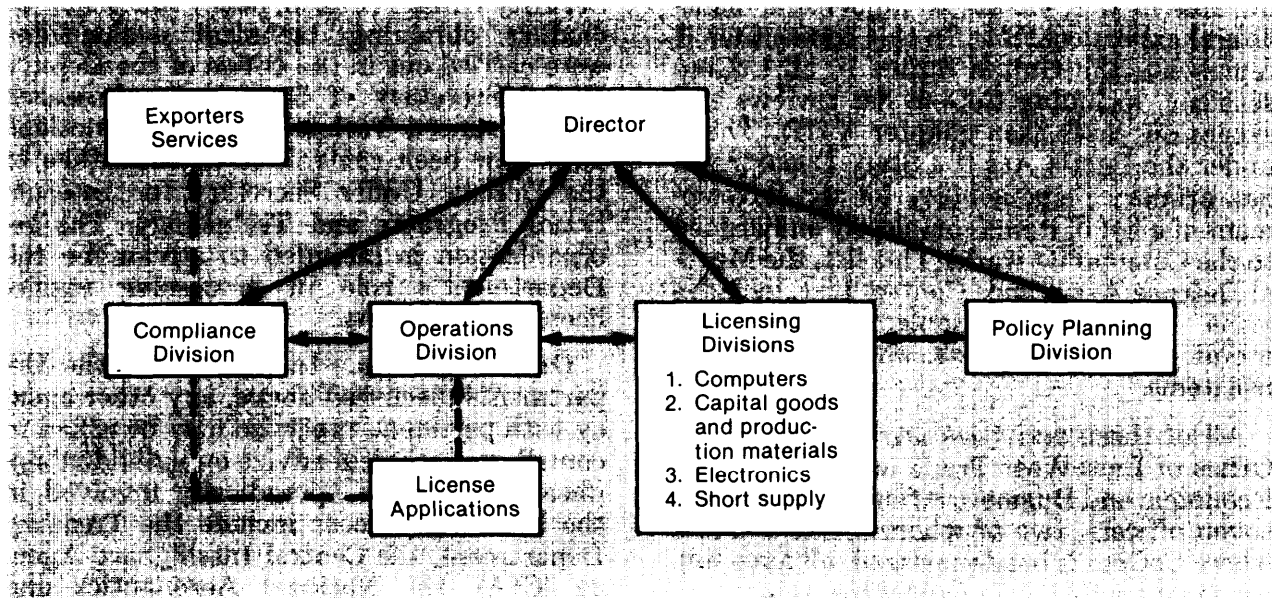 Exporters
Services
Director
Compliance
Division
Operations
Division
Licensing
Divisions
1. Computers
2. Capital goods
and produc-
tion materials
3. Electronics
4. Short supply
Policy Planning
Division
License
Applications